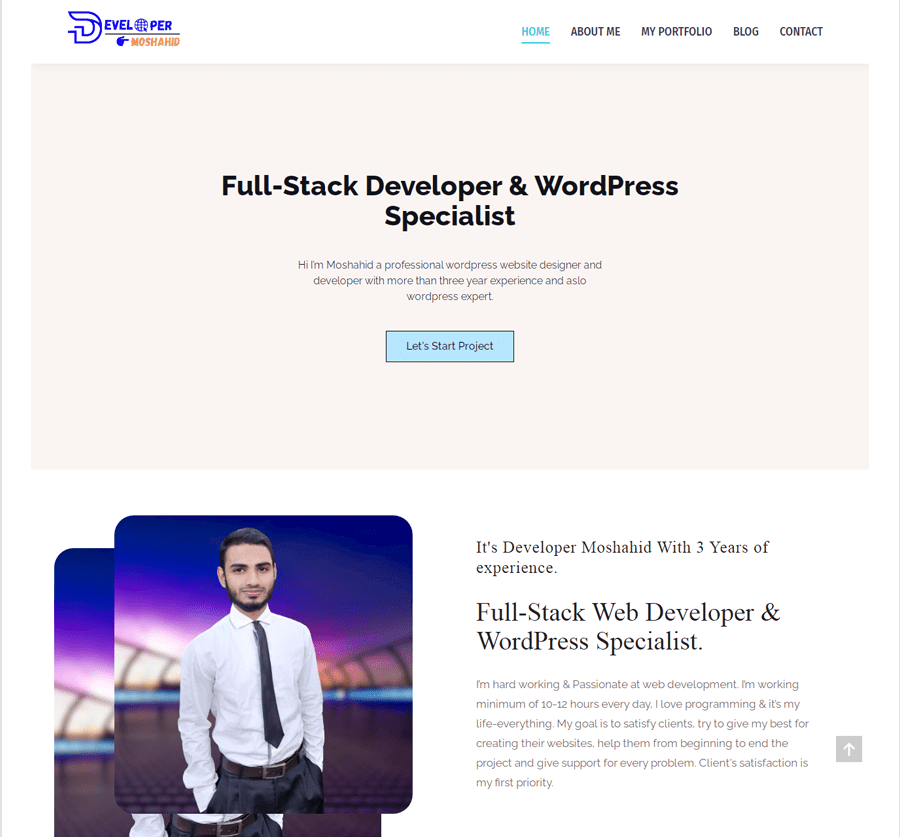 DEVELOPER
MOSHAHID
HOME ABOUT ME MY PORTFOLIO BLOG CONTACT
Full-Stack Developer & WordPress
Specialist
Hi I'm Moshahid a professional wordpress website designer and
developer with more than three year experience and aslo
wordpress expert.
Let's Start Project
It's Developer Moshahid With 3 Years of
experience.
Full-Stack Web Developer &
WordPress Specialist.
I'm hard working & Passionate at web development. I'm working
minimum of 10-12 hours every day, I love programming & it's my
life-everything. My goal is to satisfy clients, try to give my best for
creating their websites, help them from beginning to end the
project and give support for every problem. Client's satisfaction is
my first priority.